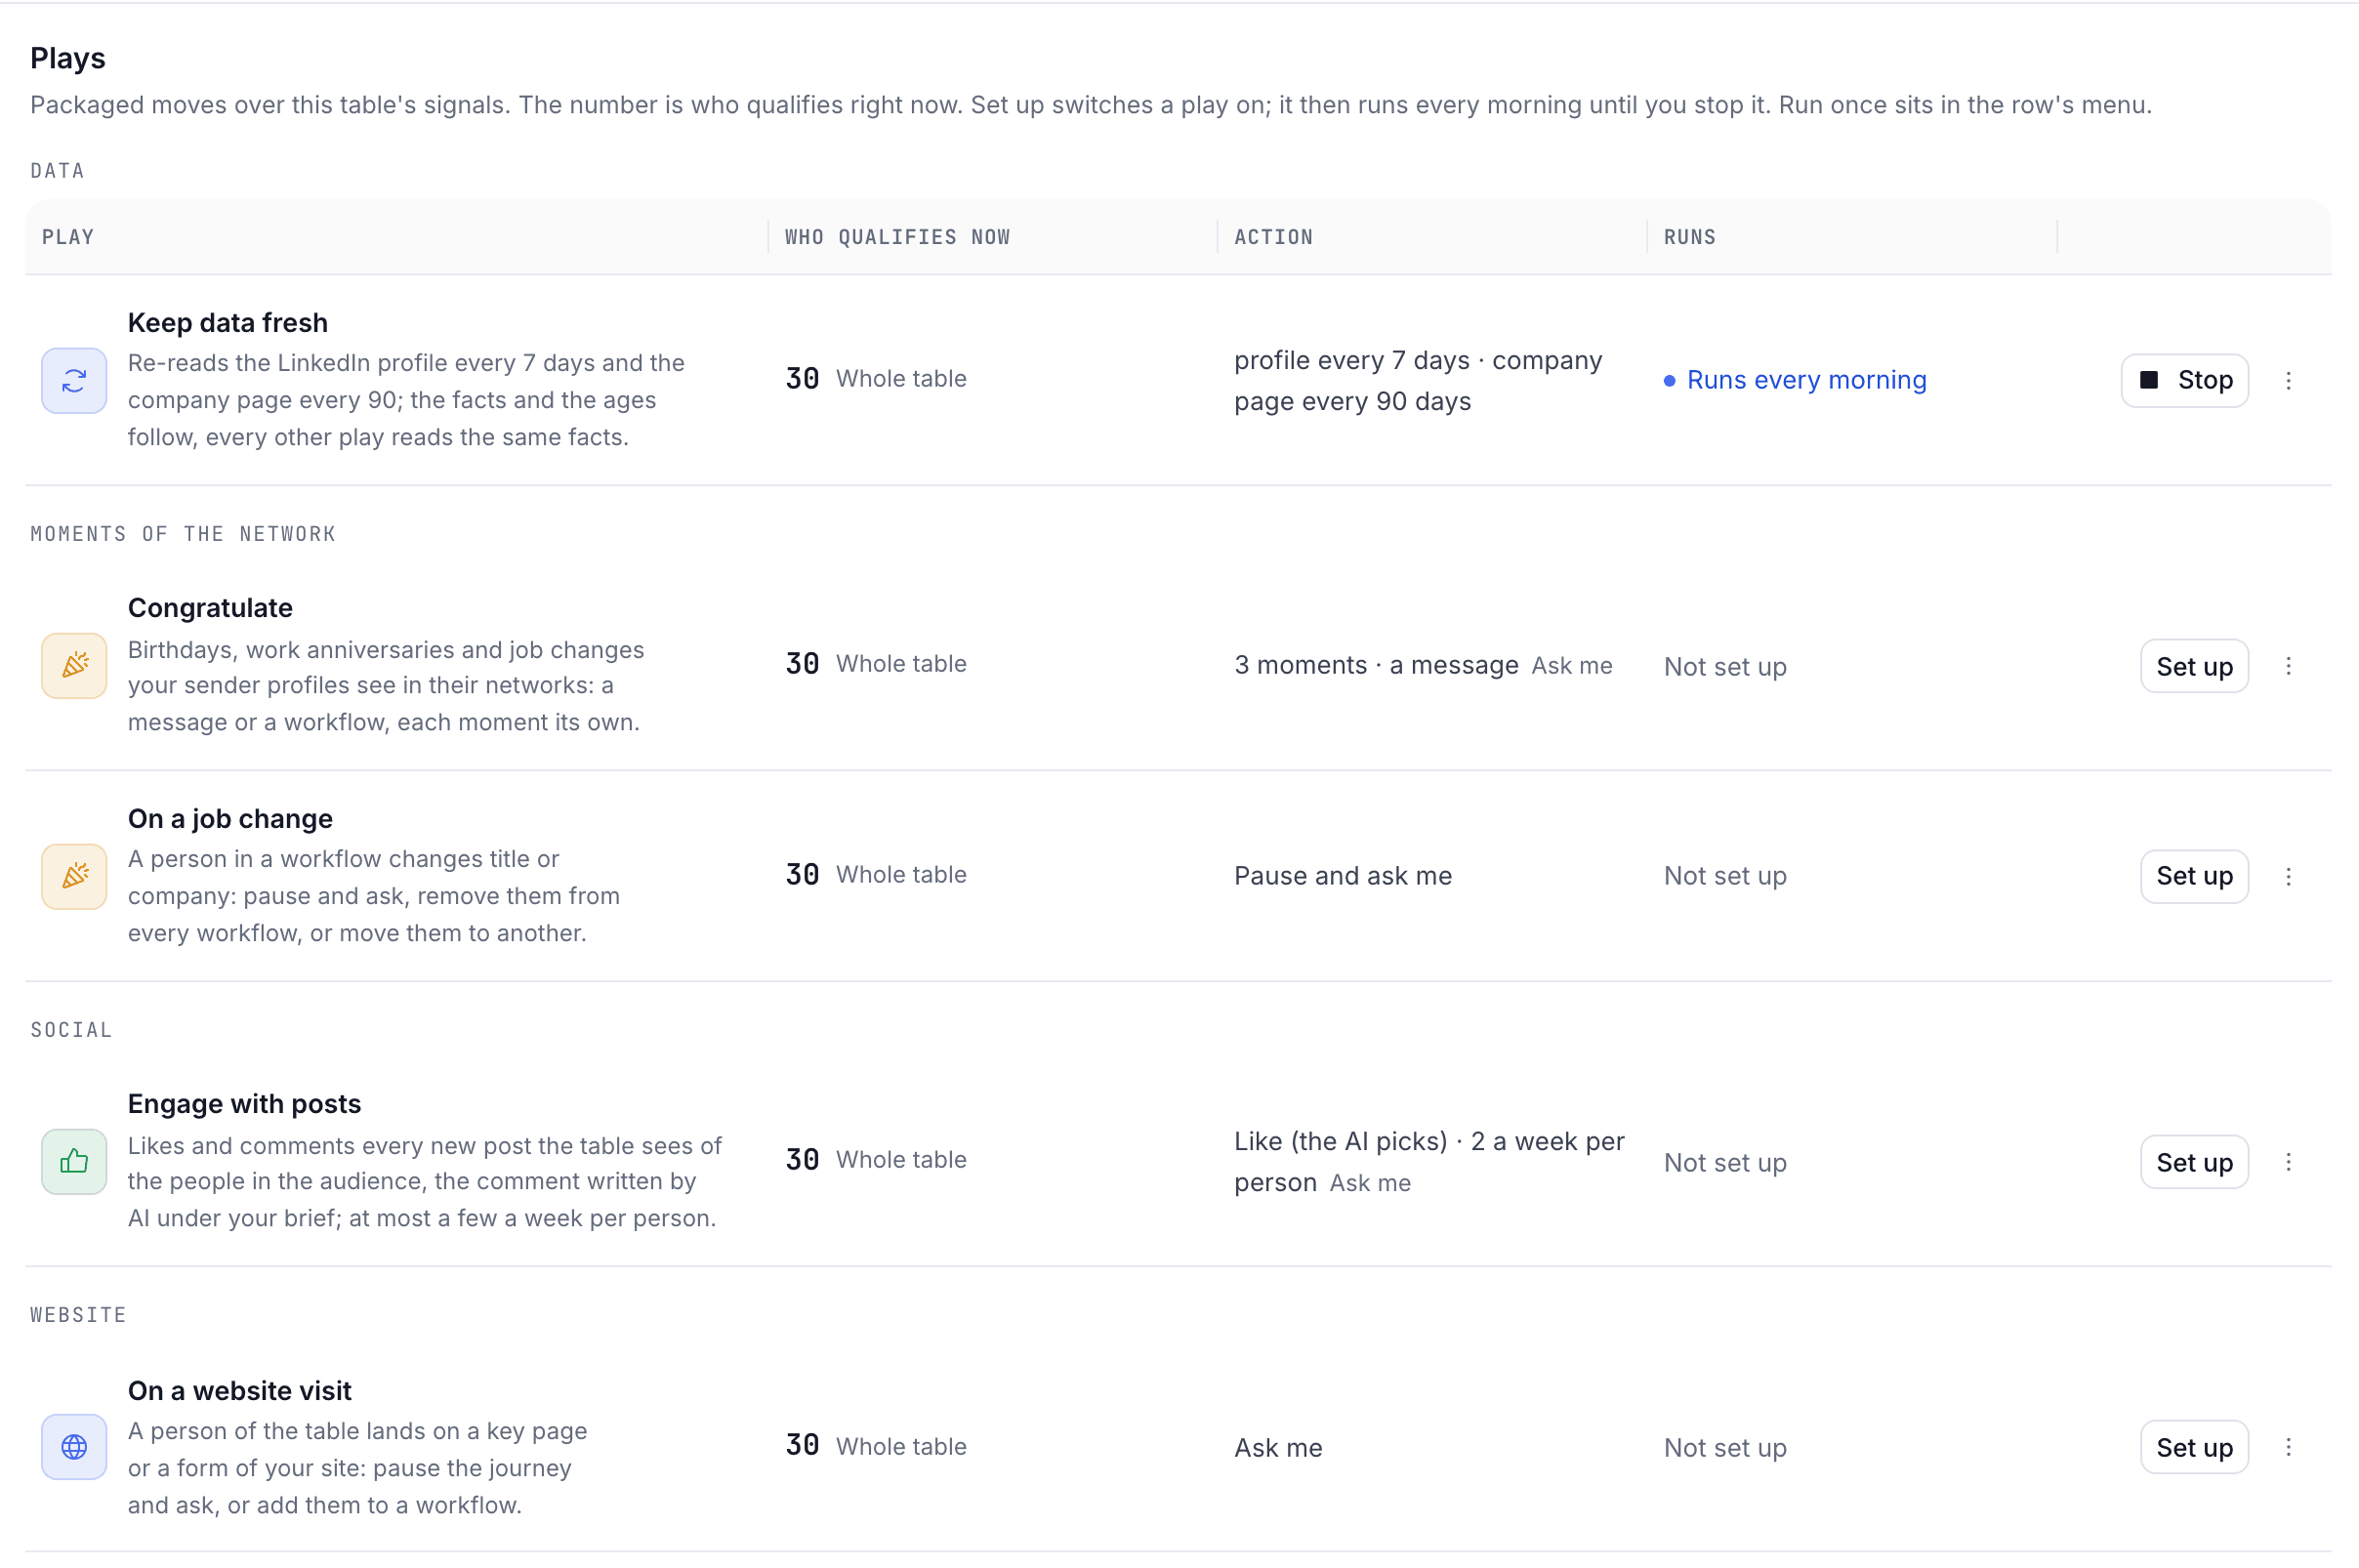 Plays
Packaged moves over this table's signals. The number is who qualifies right now. Set up switches a play on; it then runs every morning until you stop it. Run once sits in the row's menu.
DATA
PLAY WHO QUALIFIES NOW ACTION RUNS
Keep data fresh
Re-reads the LinkedIn profile every 7 days and the
company page every 90; the facts and the ages
follow, every other play reads the same facts.
30 Whole table
profile every 7 days · company
page every 90 days
Runs every morning
Stop
MOMENTS OF THE NETWORK
Congratulate
Birthdays, work anniversaries and job changes
your sender profiles see in their networks: a
message or a workflow, each moment its own.
30 Whole table
3 moments · a message Ask me
Not set up
Set up
On a job change
A person in a workflow changes title or
company: pause and ask, remove them from
every workflow, or move them to another.
30 Whole table
Pause and ask me
Not set up
Set up
SOCIAL
Engage with posts
Likes and comments every new post the table sees of
the people in the audience, the comment written by
AI under your brief; at most a few a week per person.
30 Whole table
Like (the AI picks) · 2 a week per
person Ask me
Not set up
Set up
WEBSITE
On a website visit
A person of the table lands on a key page
or a form of your site: pause the journey
and ask, or add them to a workflow.
30 Whole table
Ask me
Not set up
Set up